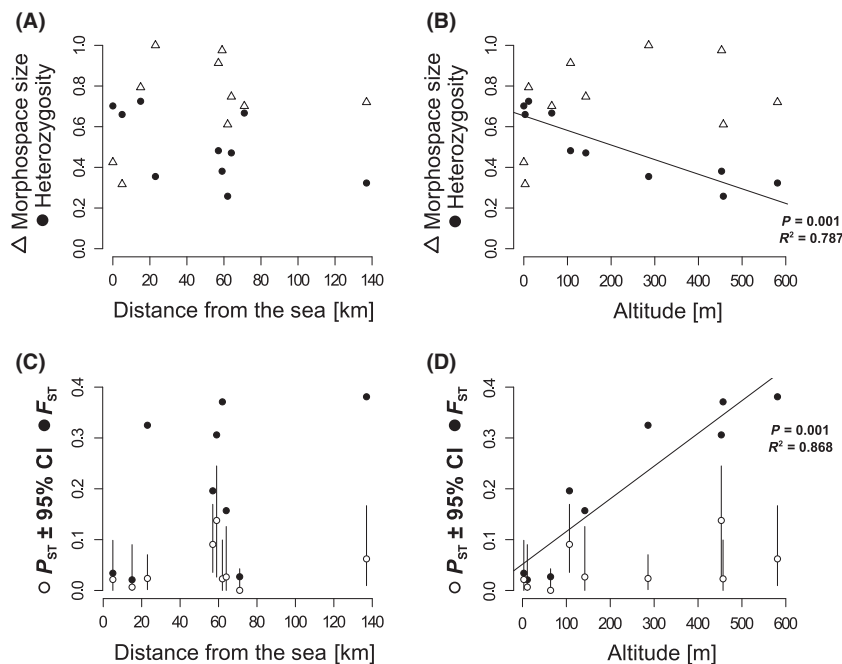 (A)
△ Morphospace size
● Heterozygosity
1.0
0.8
0.6
0.4
0.2
0.0
0 20 40 60 80 100 120 140
Distance from the sea [km]
(B)
△ Morphospace size
● Heterozygosity
1.0
0.8
0.6
0.4
0.2
0.0
P = 0.001
R² = 0.787
0 100 200 300 400 500 600
Altitude [m]
(C)
○ P_ST ± 95% CI ● F_ST
0.4
0.3
0.2
0.1
0.0
0 20 40 60 80 100 120 140
Distance from the sea [km]
(D)
○ P_ST ± 95% CI ● F_ST
0.4
0.3
0.2
0.1
0.0
P = 0.001
R² = 0.868
0 100 200 300 400 500 600
Altitude [m]